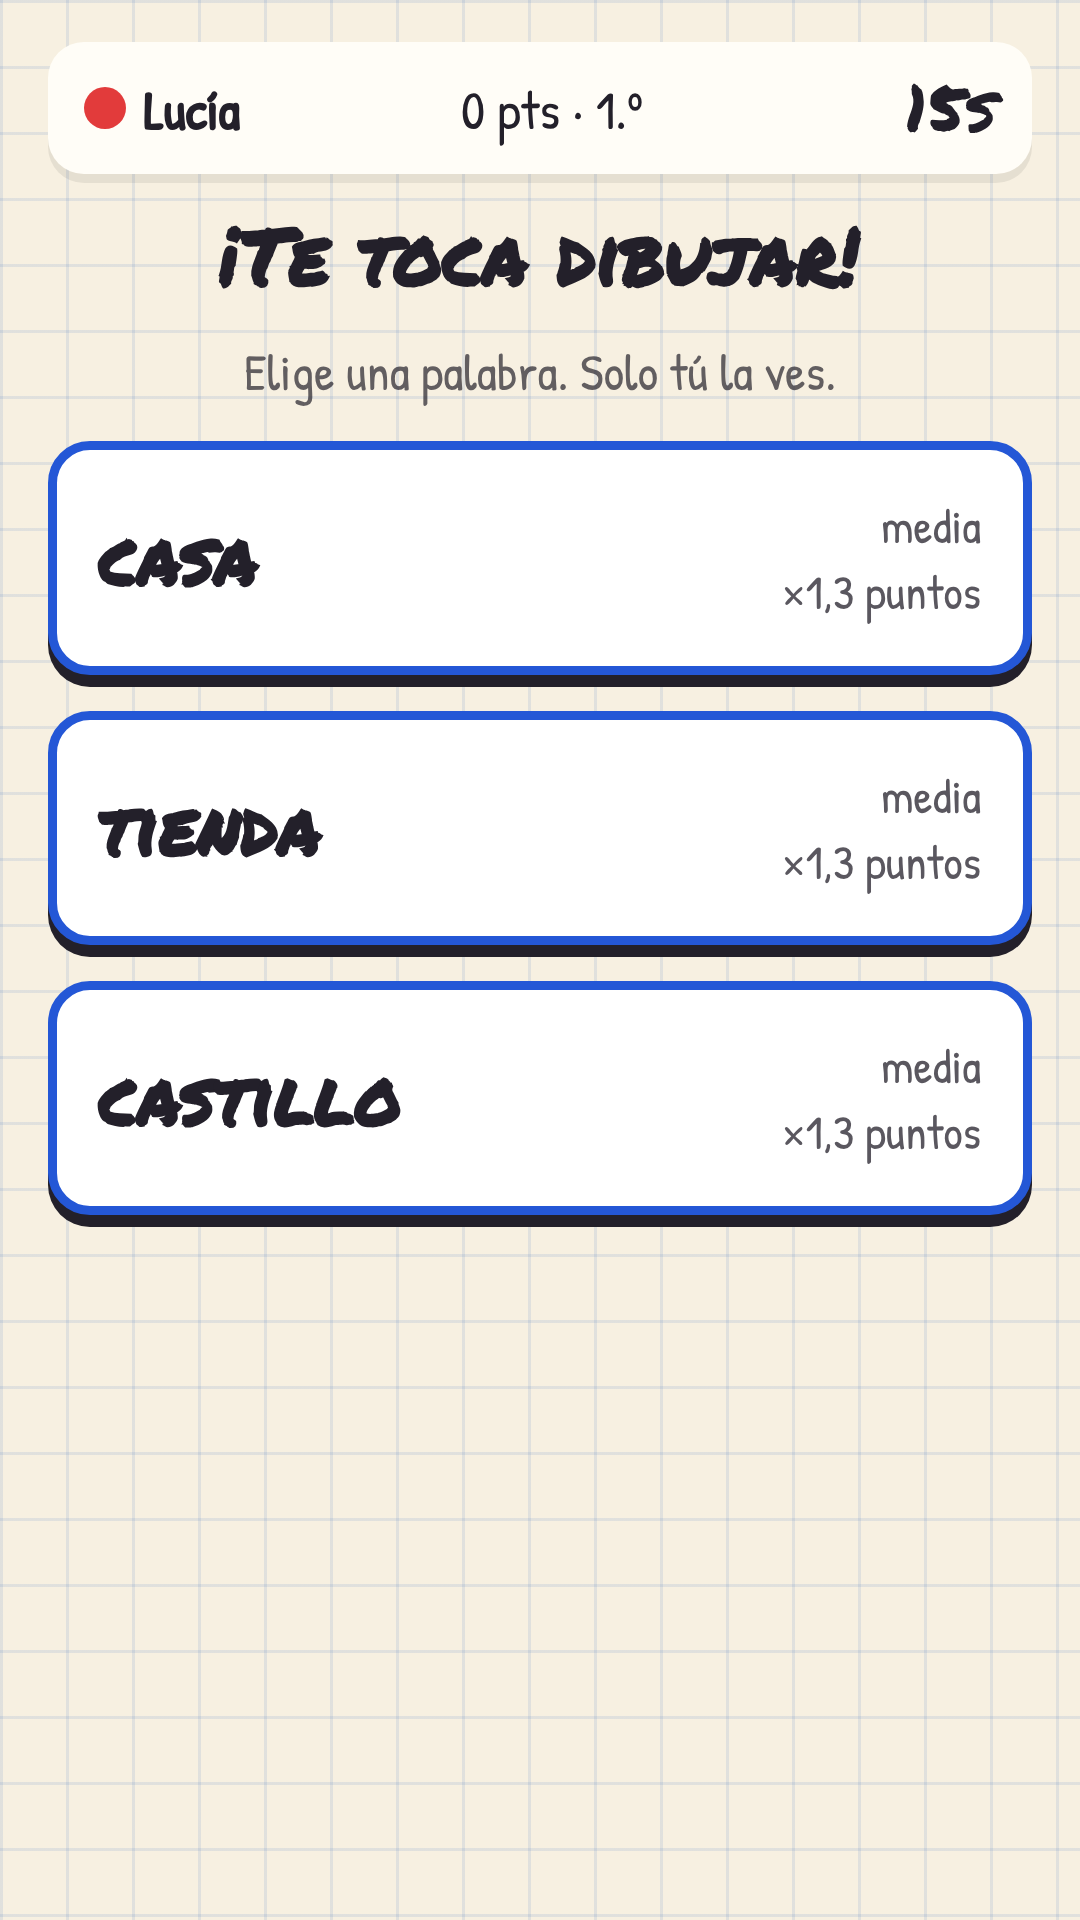 Lucía
0 pts · 1.º
15s
¡Te toca dibujar!
Elige una palabra. Solo tú la ves.
CASA
media
×1,3 puntos
TIENDA
media
×1,3 puntos
CASTILLO
media
×1,3 puntos